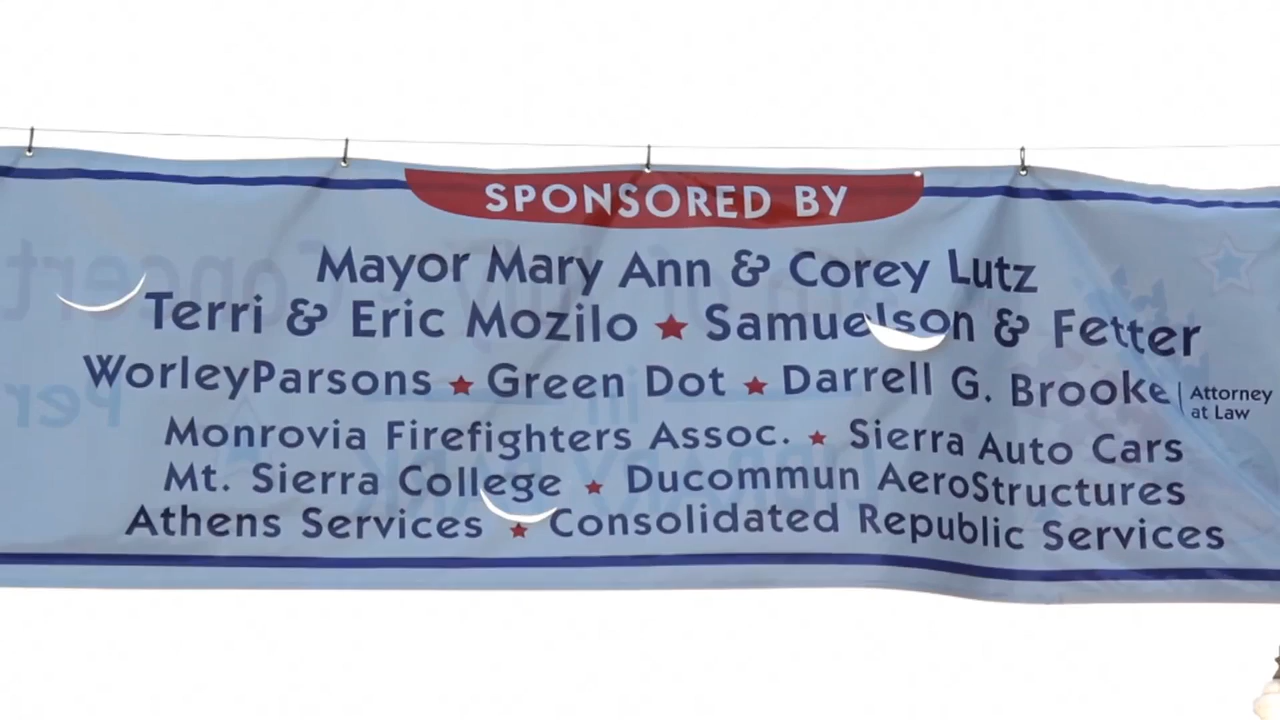 SPONSORED BY
Mayor Mary Ann & Corey Lutz
Terri & Eric Mozilo ★ Samuelson & Fetter
WorleyParsons ★ Green Dot ★ Darrell G. Brooke | Attorney at Law
Monrovia Firefighters Assoc. ★ Sierra Auto Cars
Mt. Sierra College ★ Ducommun AeroStructures
Athens Services ★ Consolidated Republic Services